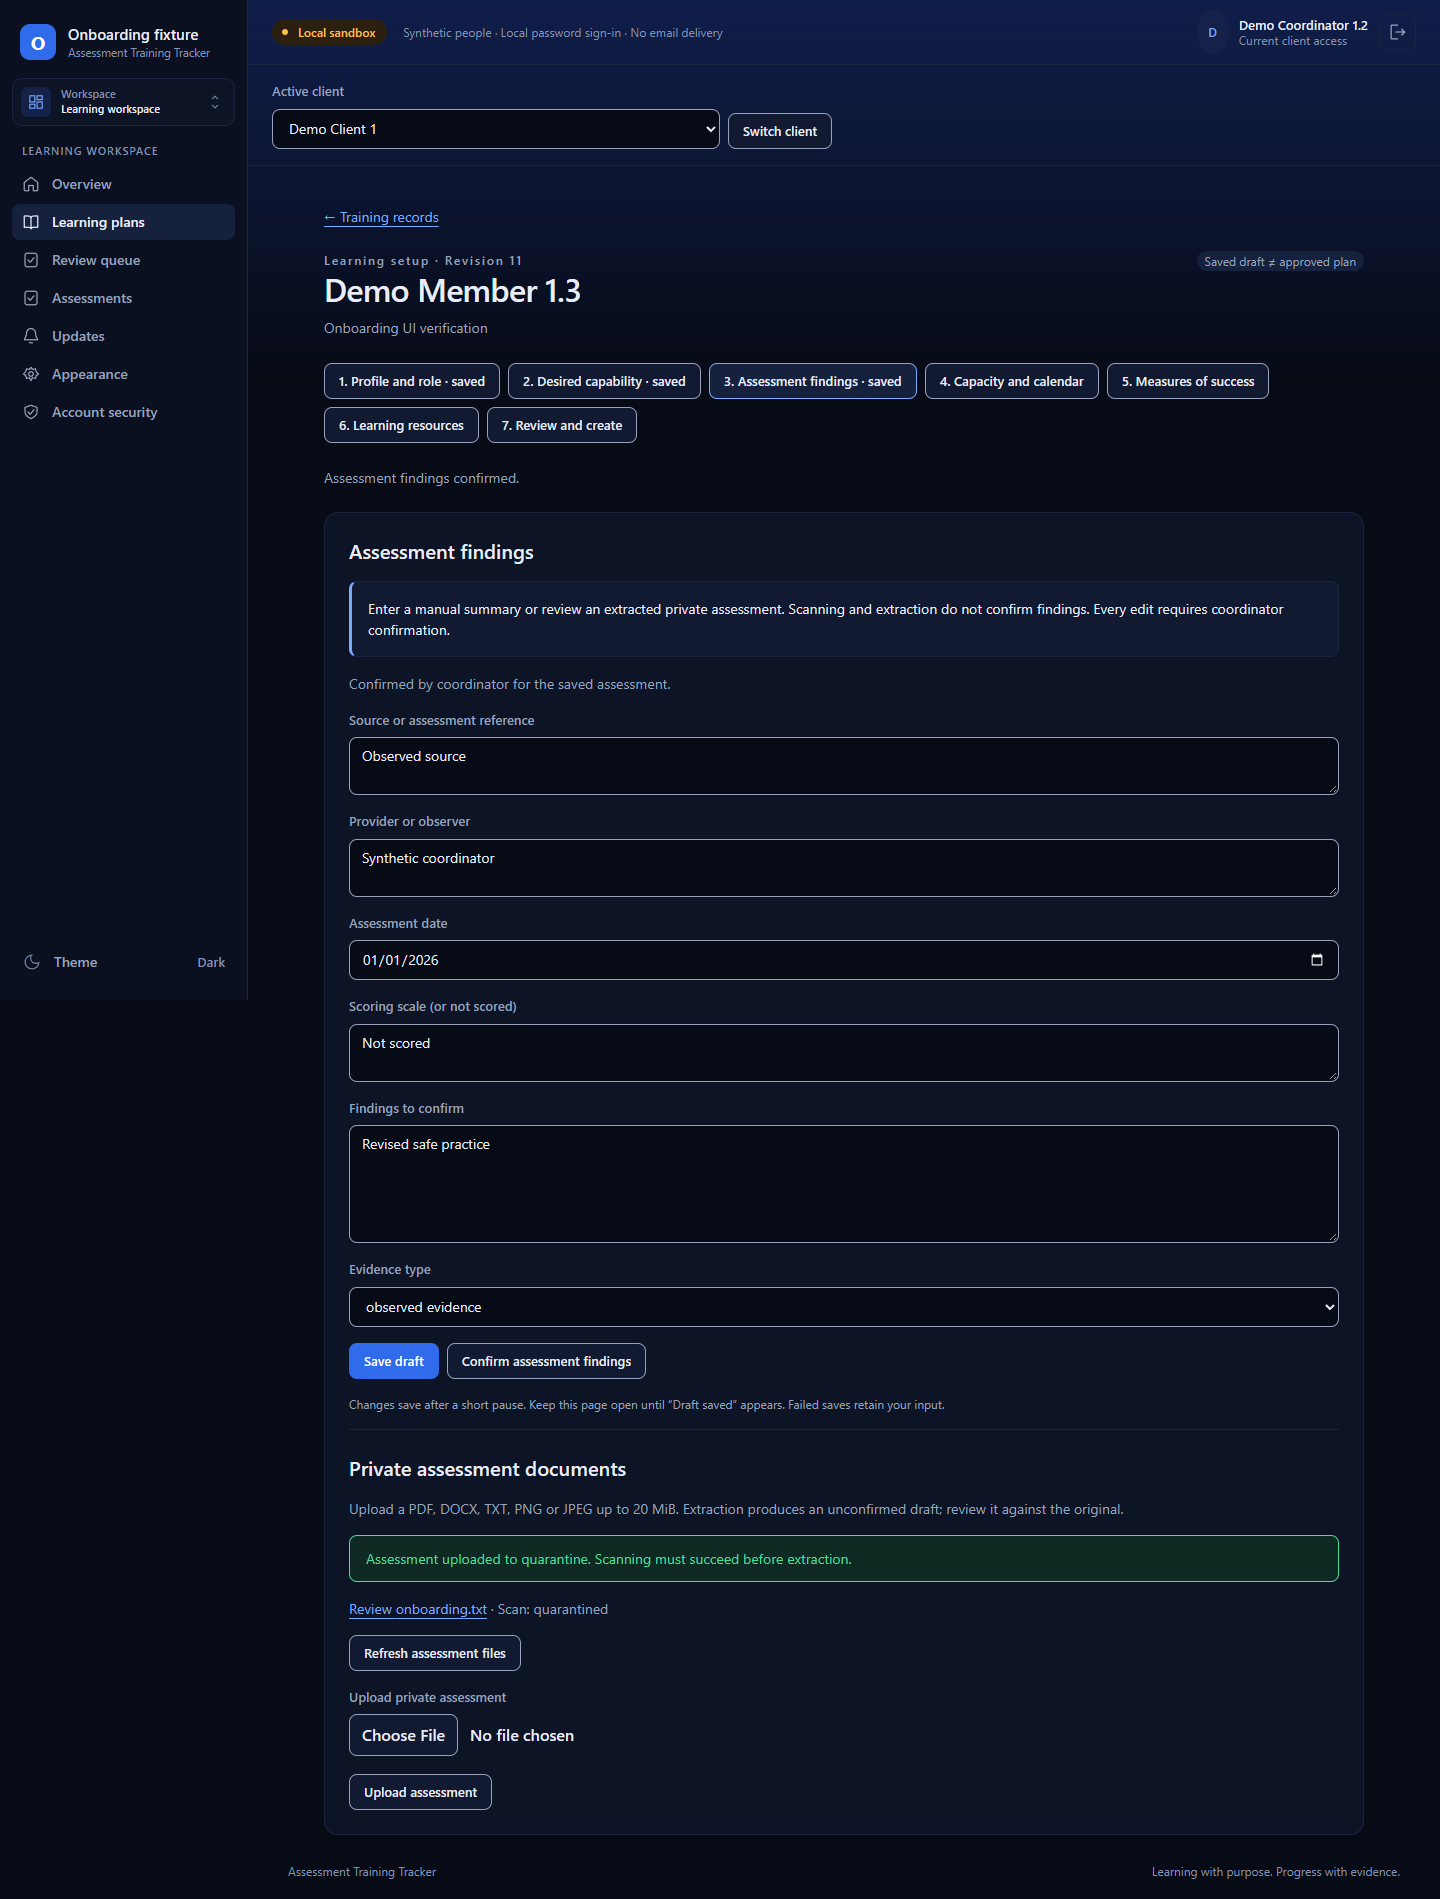 O
Onboarding fixture
Assessment Training Tracker
Workspace
Learning workspace
LEARNING WORKSPACE
Overview
Learning plans
Review queue
Assessments
Updates
Appearance
Account security
Theme
Dark
Local sandbox
Synthetic people · Local password sign-in · No email delivery
D
Demo Coordinator 1.2
Current client access
Active client
Demo Client 1
Switch client
← Training records
Learning setup · Revision 11
Saved draft ≠ approved plan
Demo Member 1.3
Onboarding UI verification
1. Profile and role · saved
2. Desired capability · saved
3. Assessment findings · saved
4. Capacity and calendar
5. Measures of success
6. Learning resources
7. Review and create
Assessment findings confirmed.
Assessment findings
Enter a manual summary or review an extracted private assessment. Scanning and extraction do not confirm findings. Every edit requires coordinator
confirmation.
Confirmed by coordinator for the saved assessment.
Source or assessment reference
Observed source
Provider or observer
Synthetic coordinator
Assessment date
01/01/2026
Scoring scale (or not scored)
Not scored
Findings to confirm
Revised safe practice
Evidence type
observed evidence
Save draft
Confirm assessment findings
Changes save after a short pause. Keep this page open until “Draft saved” appears. Failed saves retain your input.
Private assessment documents
Upload a PDF, DOCX, TXT, PNG or JPEG up to 20 MiB. Extraction produces an unconfirmed draft; review it against the original.
Assessment uploaded to quarantine. Scanning must succeed before extraction.
Review onboarding.txt · Scan: quarantined
Refresh assessment files
Upload private assessment
Choose File
No file chosen
Upload assessment
Assessment Training Tracker
Learning with purpose. Progress with evidence.